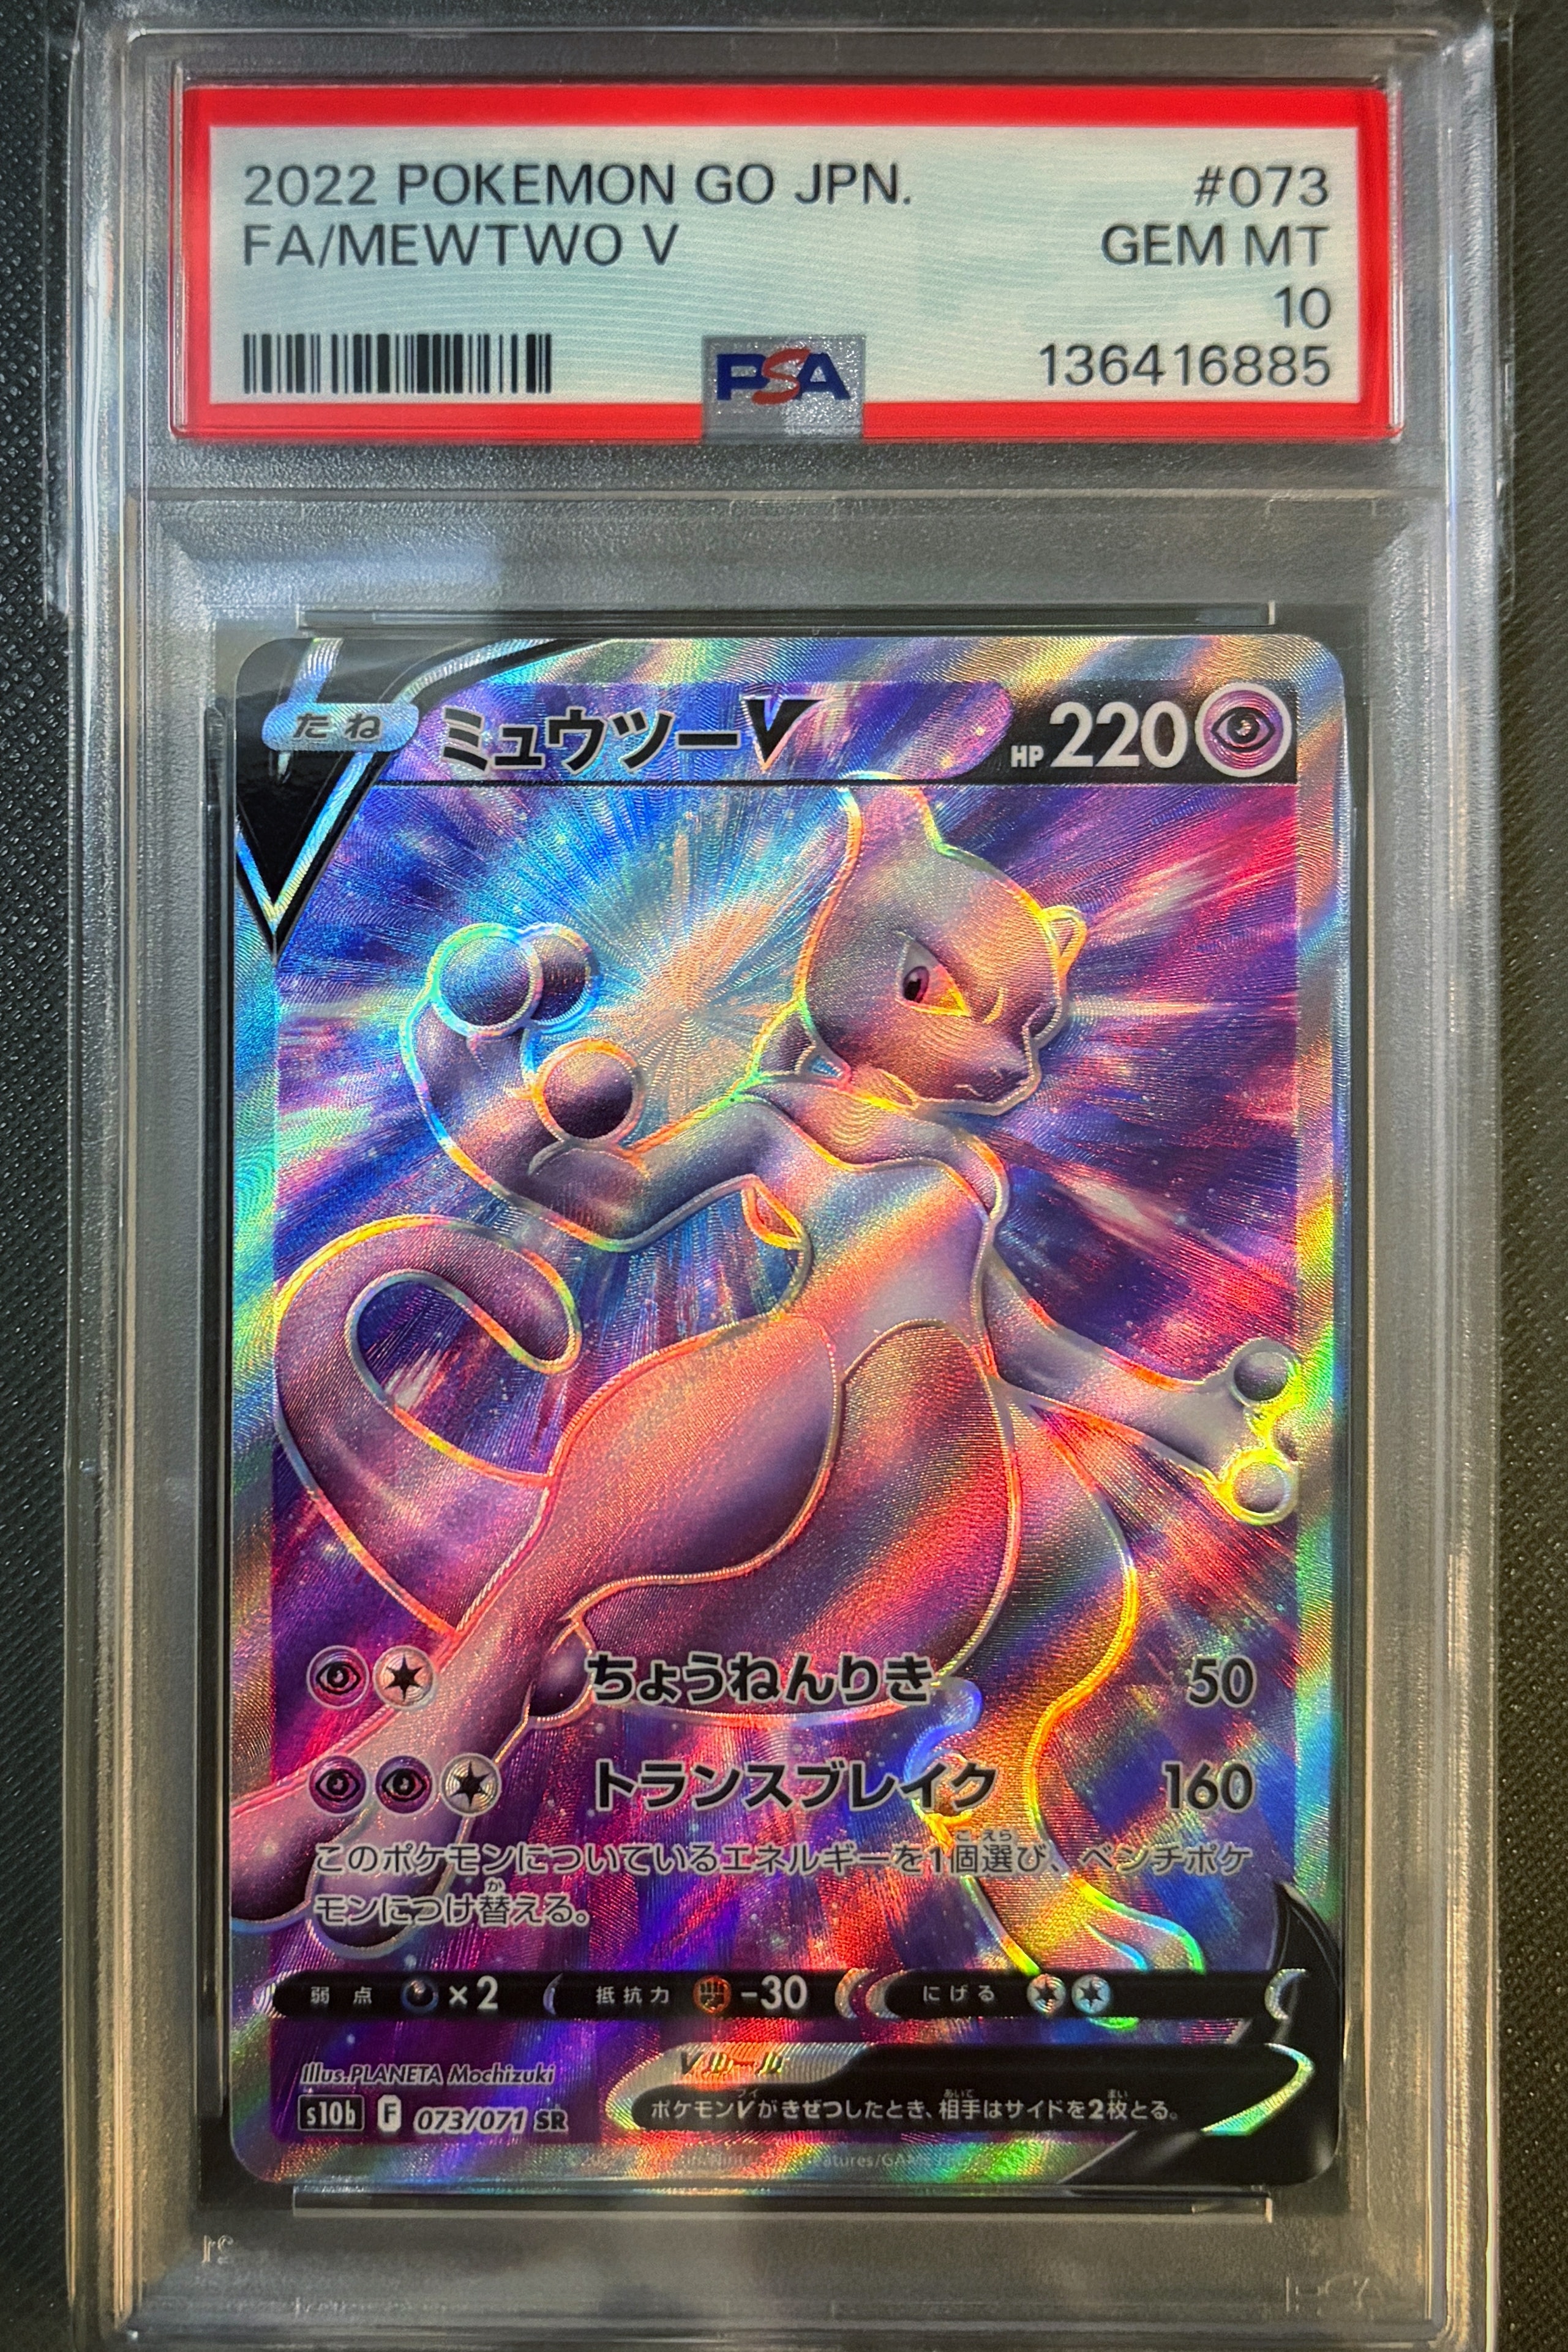 2022 POKEMON GO JPN. #073
FA/MEWTWO V GEM MT
10
PSA 136416885
たね ミュウツーV HP 220
ちょうねんりき 50
トランスブレイク 160
このポケモンについているエネルギーを1個選び、ベンチポケ
モンにつけ替える。
弱点 ×2 抵抗力 -30 にげる
Illus.PLANETA Mochizuki
Vルール
s10b F 073/071 SR
ポケモンVがきぜつしたとき、相手はサイドを2枚とる。